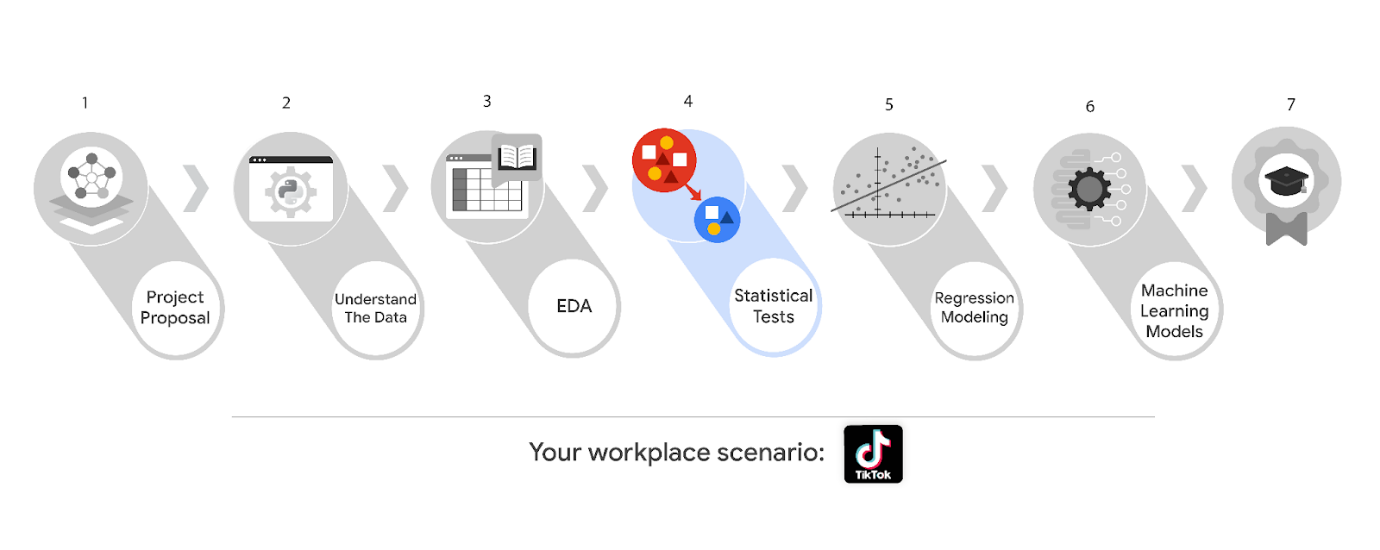 1
2
3
4
5
6
7
Project
Proposal
Understand
The Data
EDA
Statistical
Tests
Regression
Modeling
Machine
Learning
Models
Your workplace scenario:
TikTok